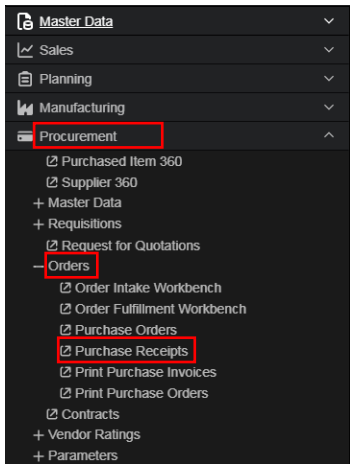 Master Data
Sales
Planning
Manufacturing
Procurement
Purchased Item 360
Supplier 360
+ Master Data
+ Requisitions
Request for Quotations
− Orders
Order Intake Workbench
Order Fulfillment Workbench
Purchase Orders
Purchase Receipts
Print Purchase Invoices
Print Purchase Orders
Contracts
+ Vendor Ratings
+ Parameters